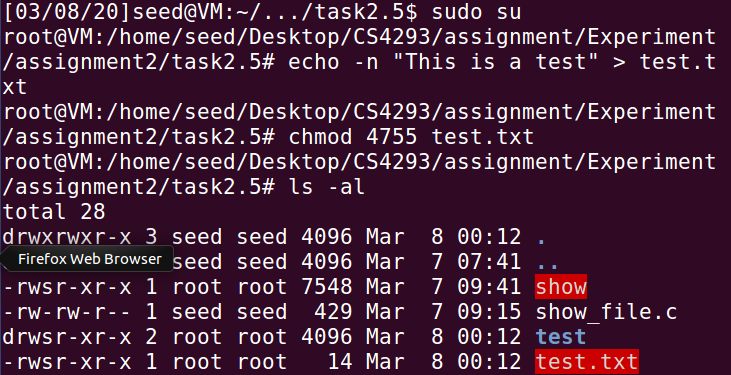 [03/08/20]seed@VM:~/.../task2.5$ sudo su
root@VM:/home/seed/Desktop/CS4293/assignment/Experiment
/assignment2/task2.5# echo -n "This is a test" > test.t
xt
root@VM:/home/seed/Desktop/CS4293/assignment/Experiment
/assignment2/task2.5# chmod 4755 test.txt
root@VM:/home/seed/Desktop/CS4293/assignment/Experiment
/assignment2/task2.5# ls -al
total 28
drwxrwxr-x 3 seed seed 4096 Mar  8 00:12 .
Firefox Web Browser seed seed 4096 Mar  7 07:41 ..
-rwsr-xr-x 1 root root 7548 Mar  7 09:41 show
-rw-rw-r-- 1 seed seed  429 Mar  7 09:15 show_file.c
drwsr-xr-x 2 root root 4096 Mar  8 00:12 test
-rwsr-xr-x 1 root root   14 Mar  8 00:12 test.txt